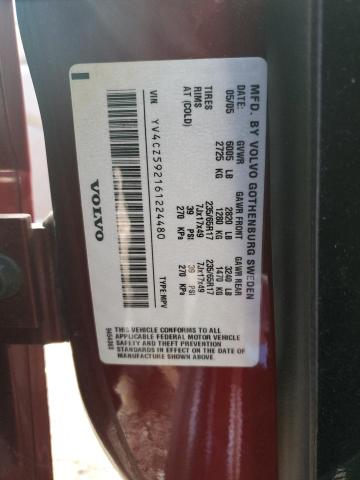 MFD. BY VOLVO GOTHENBURG SWEDEN
DATE: GVWR GAWR FRONT GAWR REAR
05/05 6005 LB 2820 LB 3240 LB
2725 KG 1280 KG 1470 KG
TIRES 235/65R17 235/65R17
RIMS 7Jx17x49 7Jx17x49
AT (COLD) 39 PSI 39 PSI
270 KPa 270 KPa
VIN YV4CZ592161224480 TYPE:MPV
THIS VEHICLE CONFORMS TO ALL
APPLICABLE FEDERAL MOTOR VEHICLE
SAFETY AND THEFT PREVENTION
STANDARDS IN EFFECT ON THE DATE
OF MANUFACTURE SHOWN ABOVE.
VOLVO